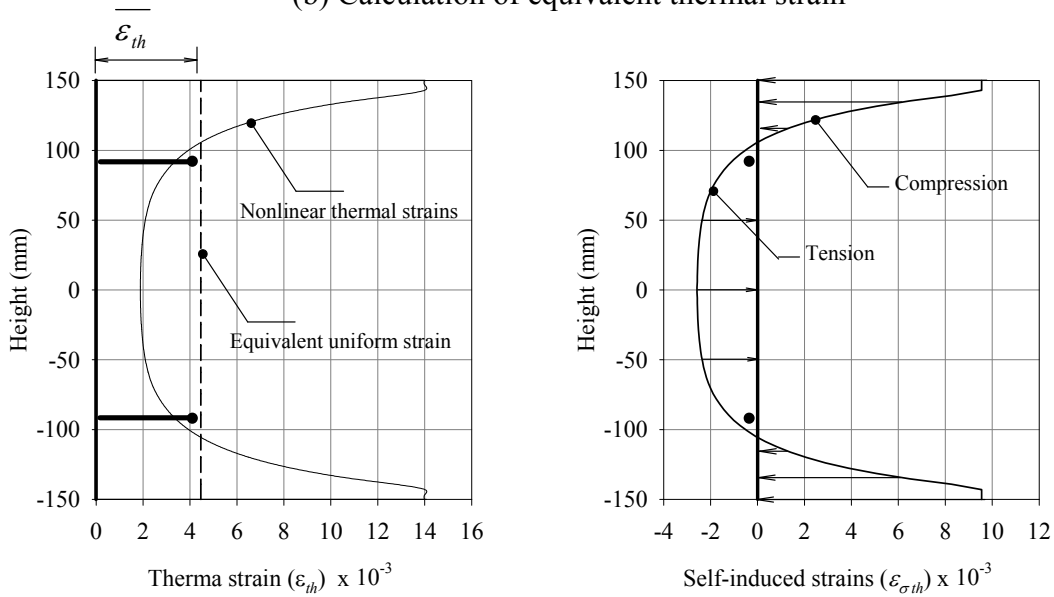 (b) Calculation of equivalent thermal strain
ε_th
150
100
50
0
-50
-100
-150
Height (mm)
0 2 4 6 8 10 12 14 16
Therma strain (ε_th) x 10^-3
Nonlinear thermal strains
Equivalent uniform strain
150
100
50
0
-50
-100
-150
Height (mm)
-4 -2 0 2 4 6 8 10 12
Self-induced strains (ε_σth) x 10^-3
Compression
Tension